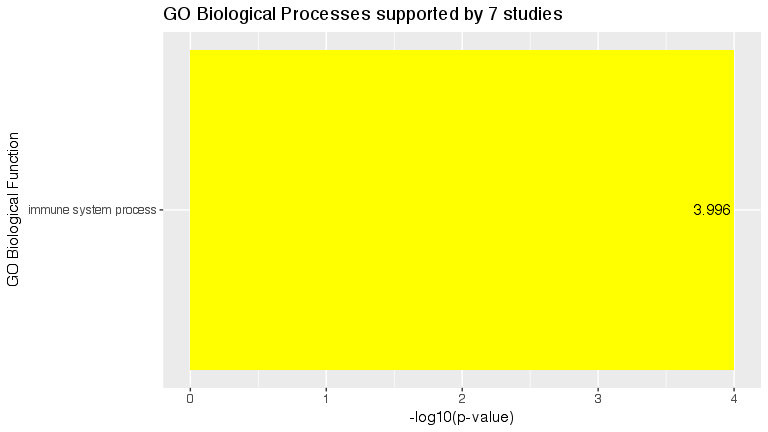 GO Biological Processes supported by 7 studies
GO Biological Function
immune system process
3.996
0 1 2 3 4
-log10(p-value)